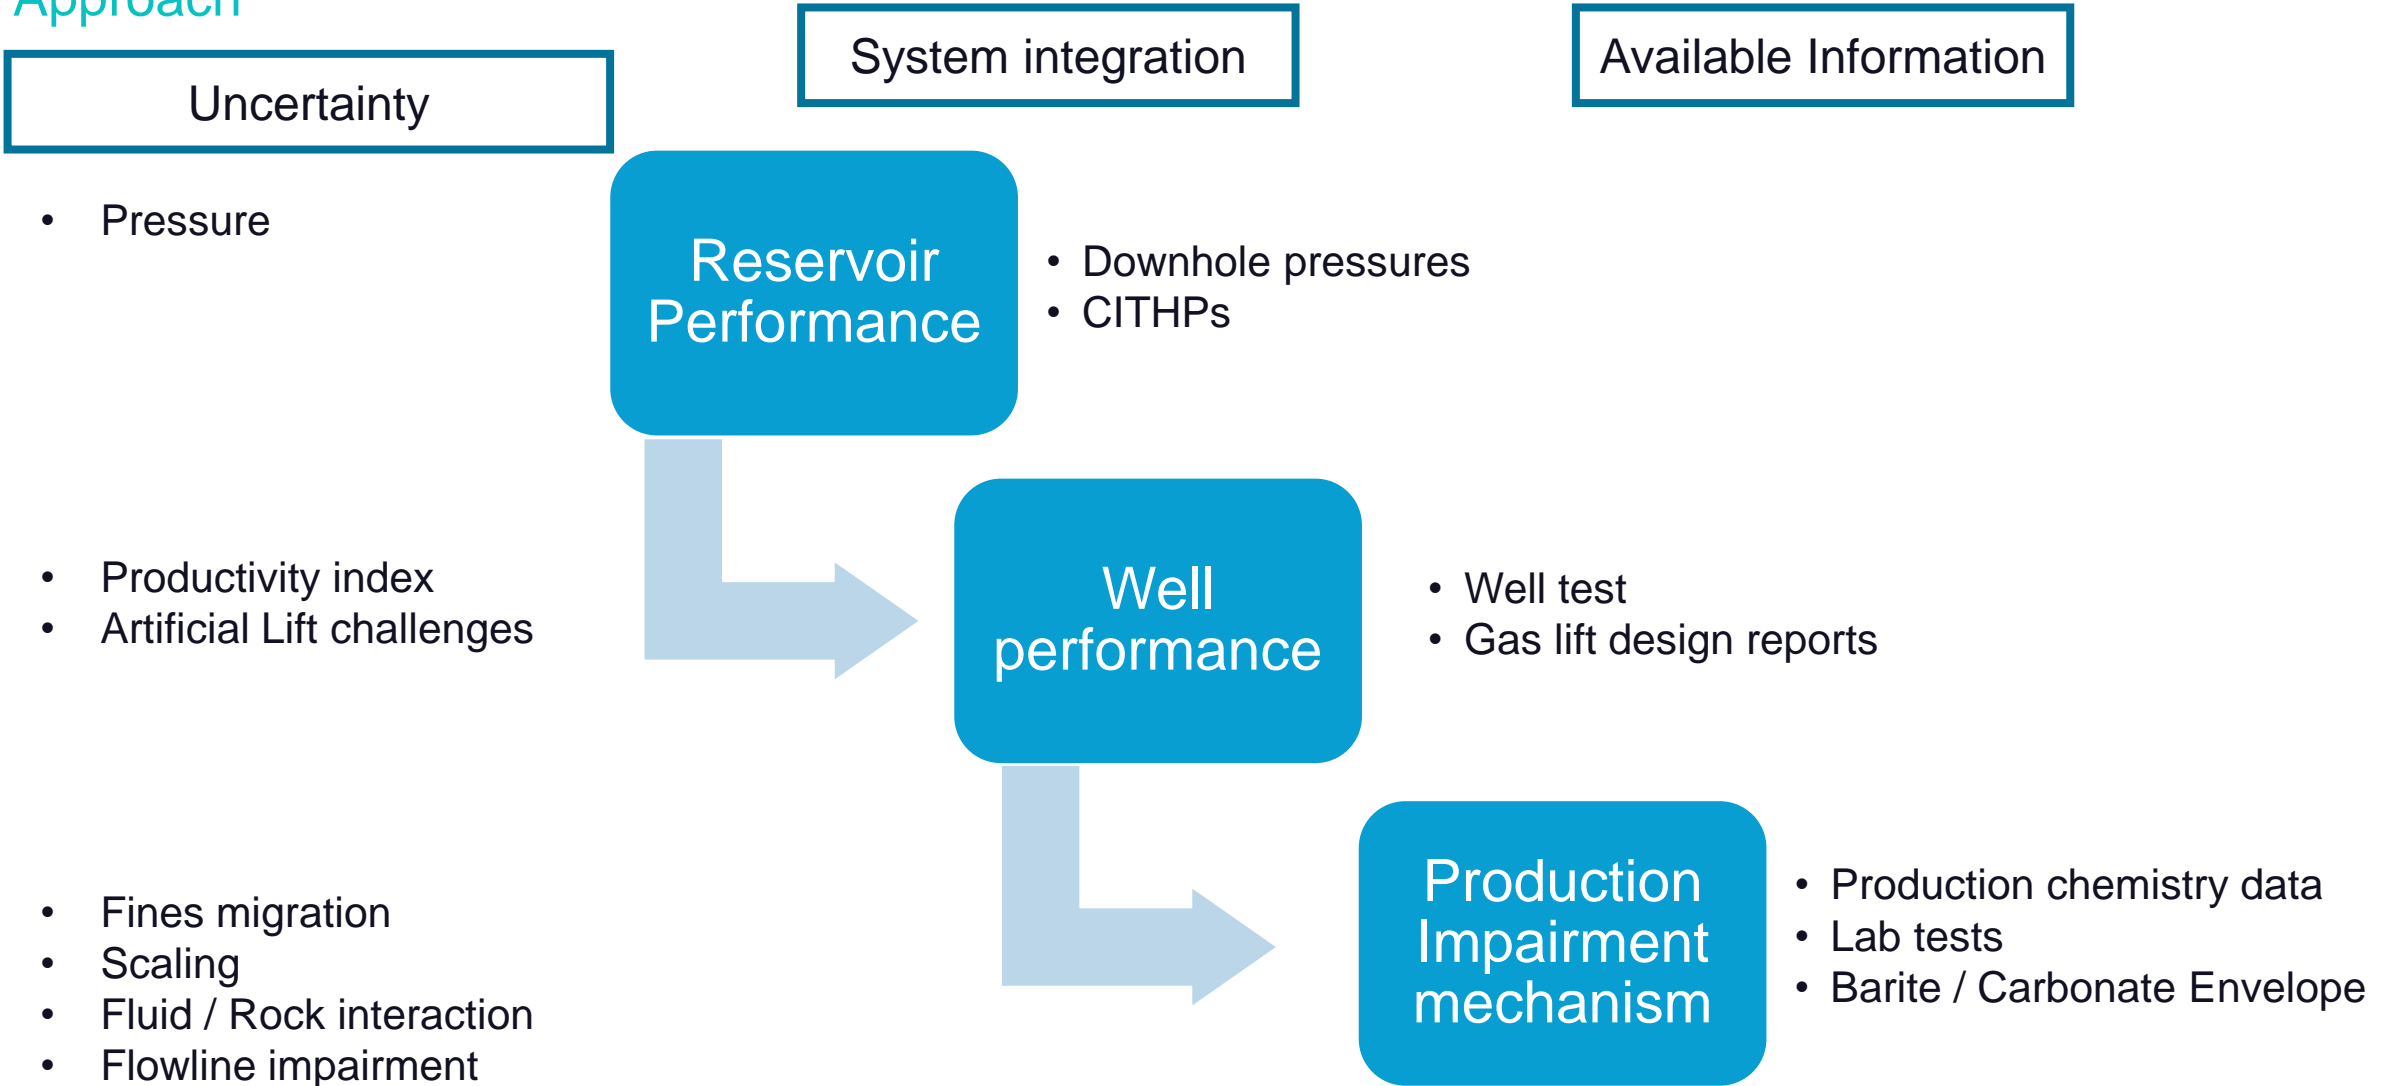 Approach
System integration
Available Information
Uncertainty
• Pressure
Reservoir
Performance
• Downhole pressures
• CITHPs
• Productivity index
• Artificial Lift challenges
Well
performance
• Well test
• Gas lift design reports
• Fines migration
• Scaling
• Fluid / Rock interaction
• Flowline impairment
Production
Impairment
mechanism
• Production chemistry data
• Lab tests
• Barite / Carbonate Envelope